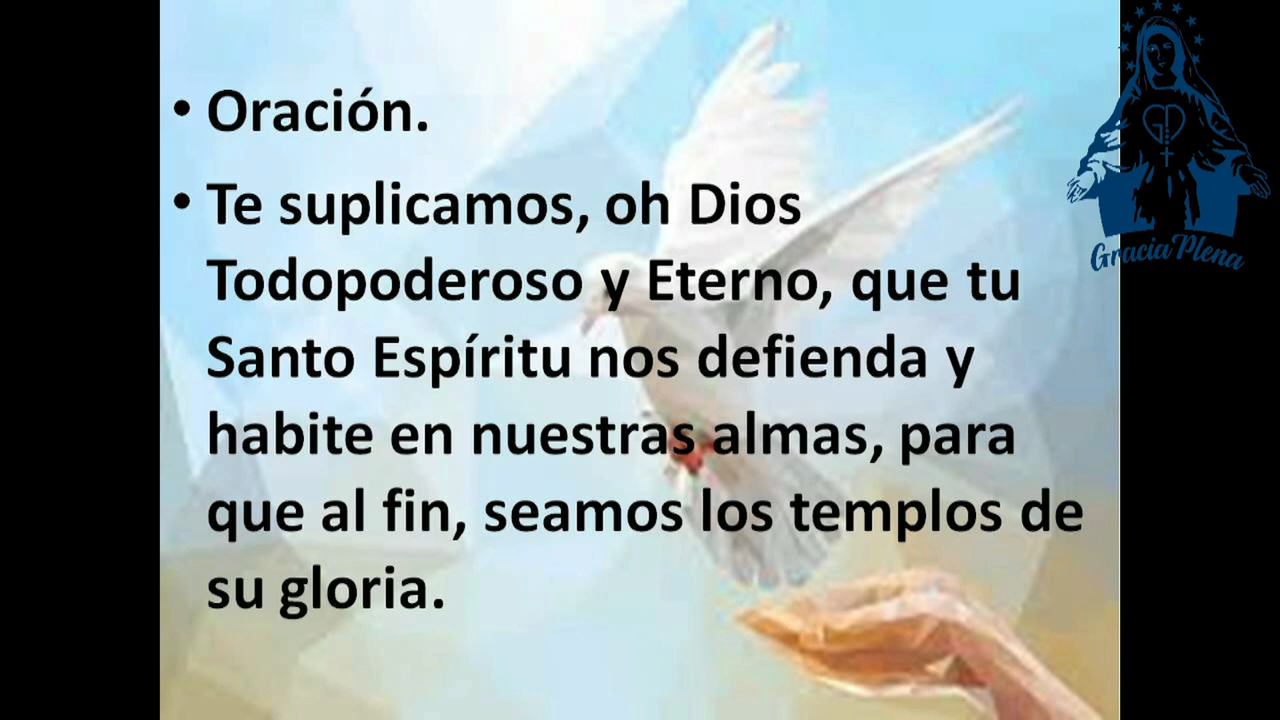 • Oración.
• Te suplicamos, oh Dios
Todopoderoso y Eterno, que tu
Santo Espíritu nos defienda y
habite en nuestras almas, para
que al fin, seamos los templos de
su gloria.
GD
Gracia Plena